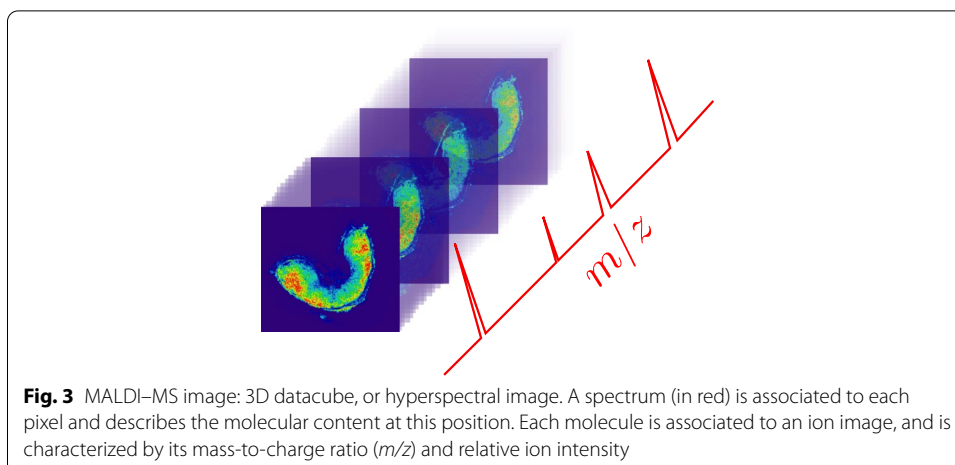 m/z
Fig. 3 MALDI–MS image: 3D datacube, or hyperspectral image. A spectrum (in red) is associated to each
pixel and describes the molecular content at this position. Each molecule is associated to an ion image, and is
characterized by its mass-to-charge ratio (m/z) and relative ion intensity